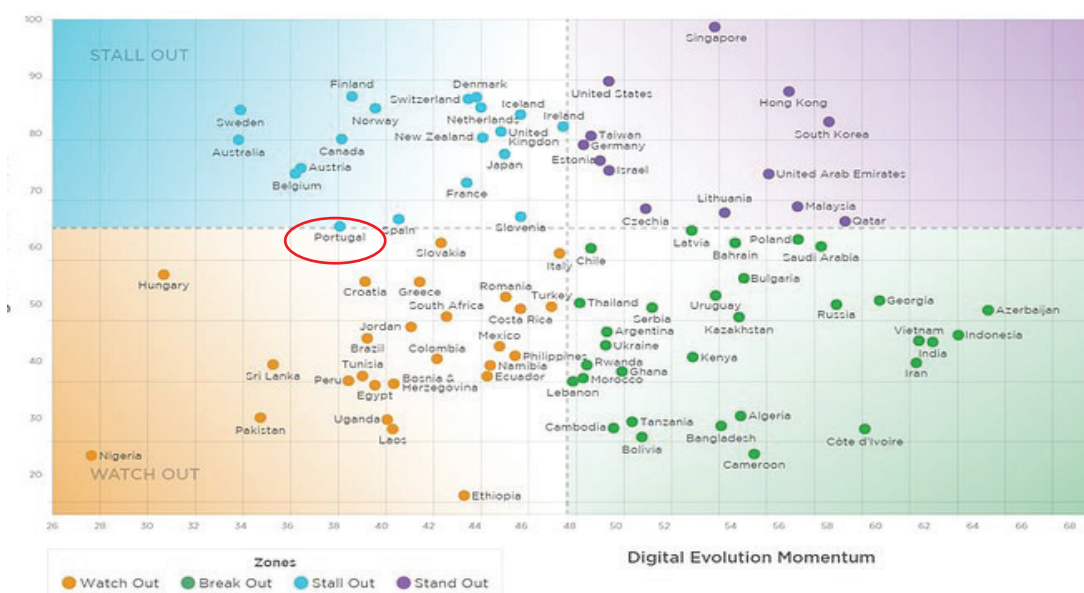 100
Singapore
STALL OUT
90
Finland
Denmark
United States
Switzerland
Hong Kong
Iceland
Norway
Netherlands
Ireland
Sweden
South Korea
80
New Zealand
United
Kingdon
Taiwan
Germany
Australia
Canada
Japan
Estonia
Austria
Israel
United Arab Emirates
Belgium
70
France
Lithuania
Malaysia
Czechia
Qatar
Spain
Slovenia
Portugal
60
Slovakia
Latvia
Poland
Bahrain
Saudi Arabia
Italy
Chile
Hungary
Bulgaria
Croatia
Greece
Romania
Turkey
50
Thailand
Uruguay
Georgia
South Africa
Costa Rica
Serbia
Russia
Azerbaijan
Jordan
Argentina
Kazakhstan
Vietnam
Indonesia
Brazil
Mexico
Ukraine
40
Colombia
Philippines
Kenya
India
Tunisia
Namibia
Rwanda
Iran
Sri Lanka
Ghana
Peru
Bosnia &
Herzegovina
Ecuador
Morocco
Egypt
Lebanon
30
Uganda
Tanzania
Algeria
Pakistan
Laos
Cambodia
Bangladesh
Côte d'Ivoire
Bolivia
Nigeria
Cameroon
20
WATCH OUT
Ethiopia
26 28 30 32 34 36 38 40 42 44 46 48 50 52 54 56 58 60 62 64 66 68
Zones
Digital Evolution Momentum
Watch Out Break Out Stall Out Stand Out